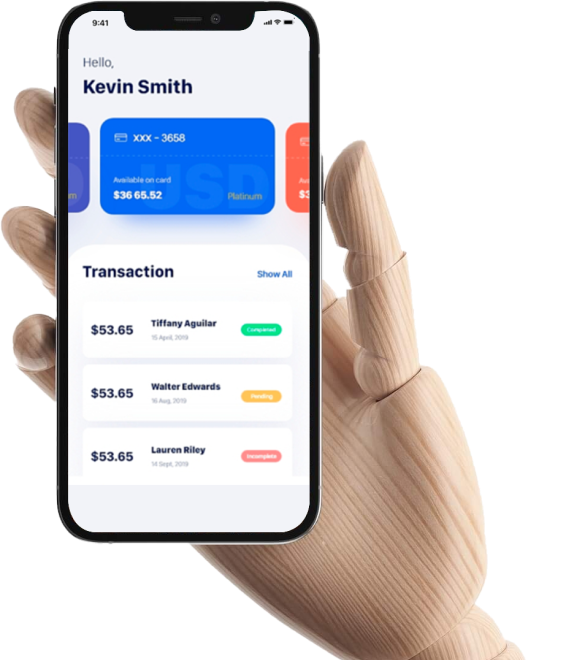 9:41
Hello,
Kevin Smith
xxx - 3658
USD
Available on card
$36 65.52
Platinum
Transaction
Show All
$53.65
Tiffany Aguilar
15 April, 2019
Completed
$53.65
Walter Edwards
16 Aug, 2019
Pending
$53.65
Lauren Riley
14 Sept, 2019
Incomplete